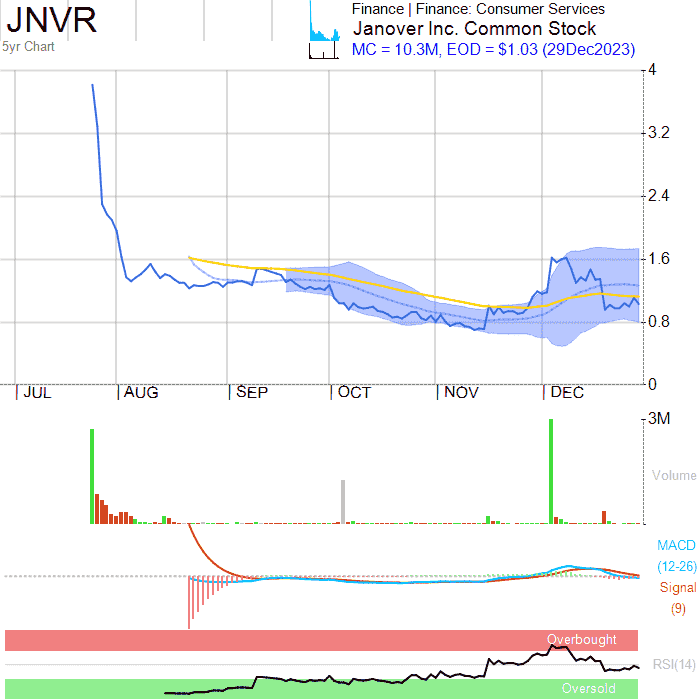 JNVR
5yr Chart
Finance | Finance: Consumer Services
Janover Inc. Common Stock
MC = 10.3M, EOD = $1.03 (29Dec2023)
4
3.2
2.4
1.6
0.8
0
JUL AUG SEP OCT NOV DEC
3M
Volume
MACD
(12-26)
Signal
(9)
Overbought
RSI(14)
Oversold